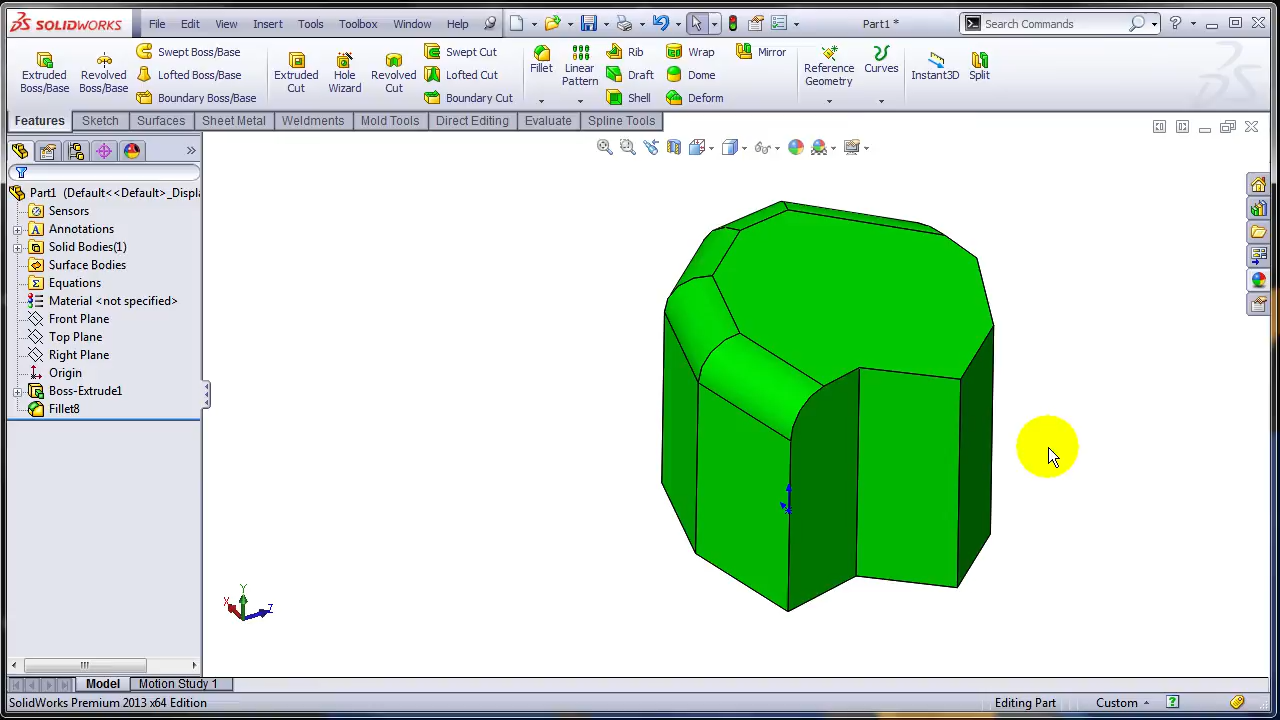 SOLIDWORKS File Edit View Insert Tools Toolbox Window Help Part1 * Search Commands
Extruded Boss/Base
Revolved Boss/Base
Swept Boss/Base
Lofted Boss/Base
Boundary Boss/Base
Extruded Cut
Hole Wizard
Revolved Cut
Swept Cut
Lofted Cut
Boundary Cut
Fillet
Linear Pattern
Rib
Draft
Shell
Wrap
Dome
Deform
Mirror
Reference Geometry
Curves
Instant3D
Split
Features Sketch Surfaces Sheet Metal Weldments Mold Tools Direct Editing Evaluate Spline Tools
Part1 (Default<<Default>_Displa
Sensors
Annotations
Solid Bodies(1)
Surface Bodies
Equations
Material <not specified>
Front Plane
Top Plane
Right Plane
Origin
Boss-Extrude1
Fillet8
Y
X
Z
Model Motion Study 1
SolidWorks Premium 2013 x64 Edition Editing Part Custom